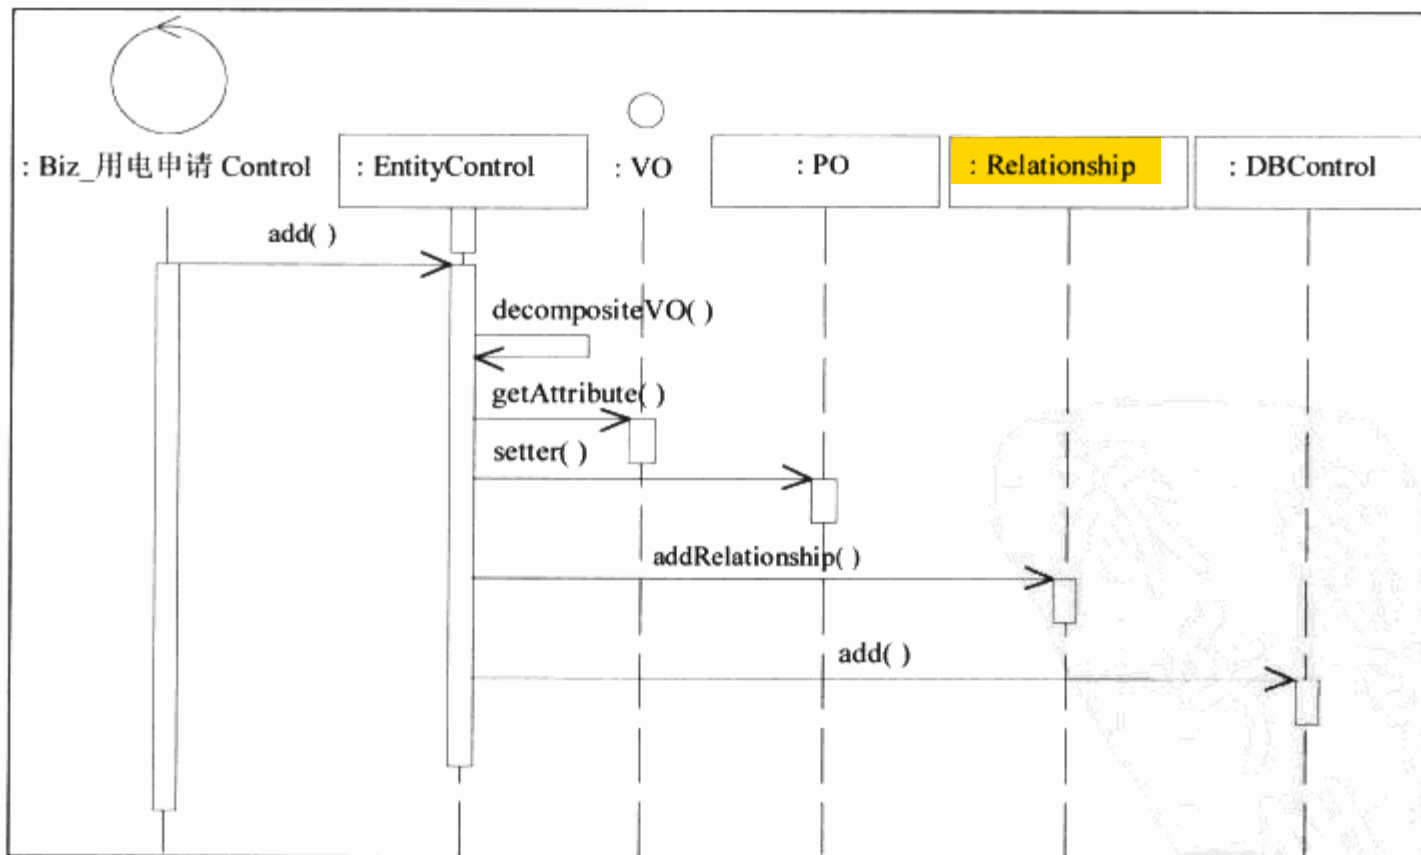 : Biz_用电申请 Control
: EntityControl
: VO
: PO
: Relationship
: DBControl
add( )
decompositeVO( )
getAttribute( )
setter( )
addRelationship( )
add( )